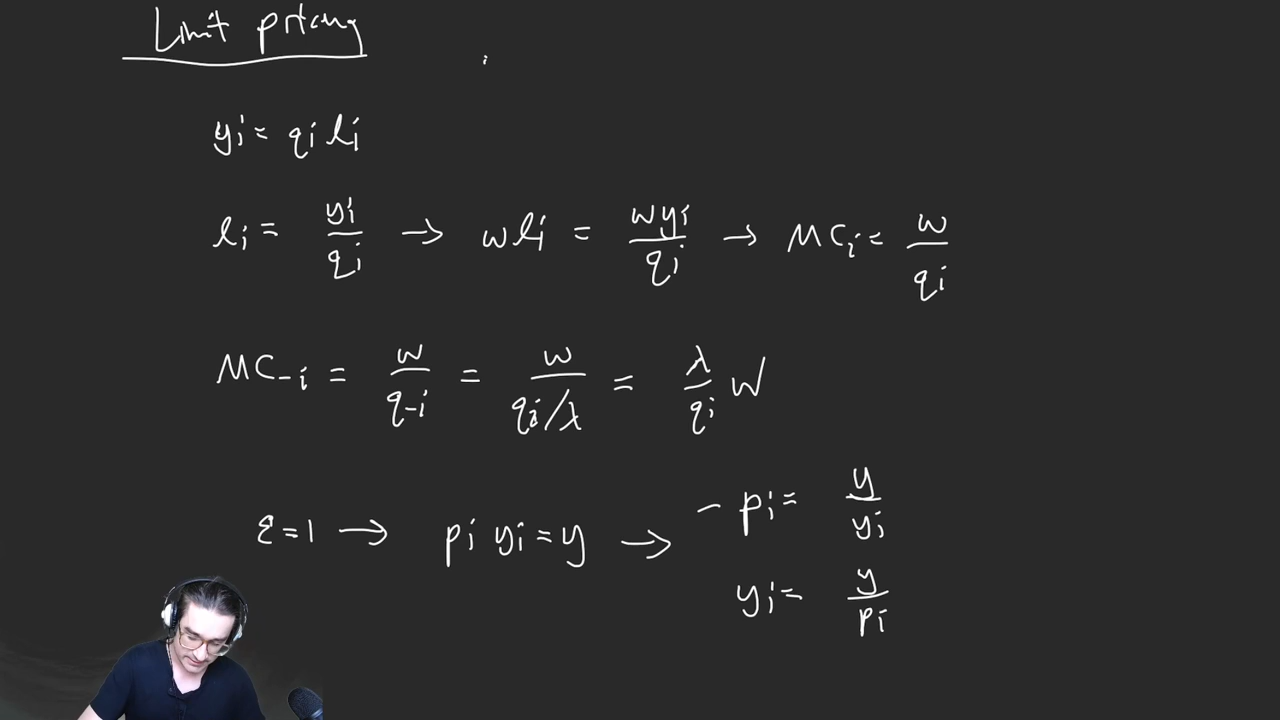 Limit pricing
yi = qi li
li = yi/qi → wli = wyi/qi → MCi = w/qi
MC-i = w/q-i = w/(qi/λ) = λ/qi w
ε=1 → pi yi = y → - pi = y/yi
yi = y/pi